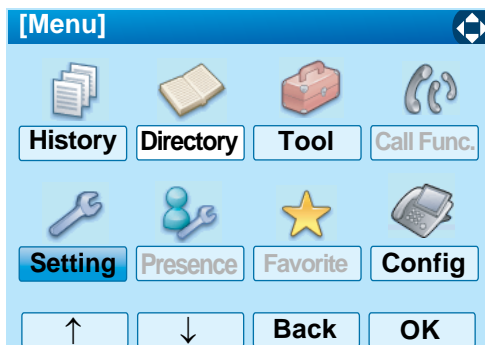 [Menu]
History Directory Tool Call Func.
Setting Presence Favorite Config
↑ ↓ Back OK